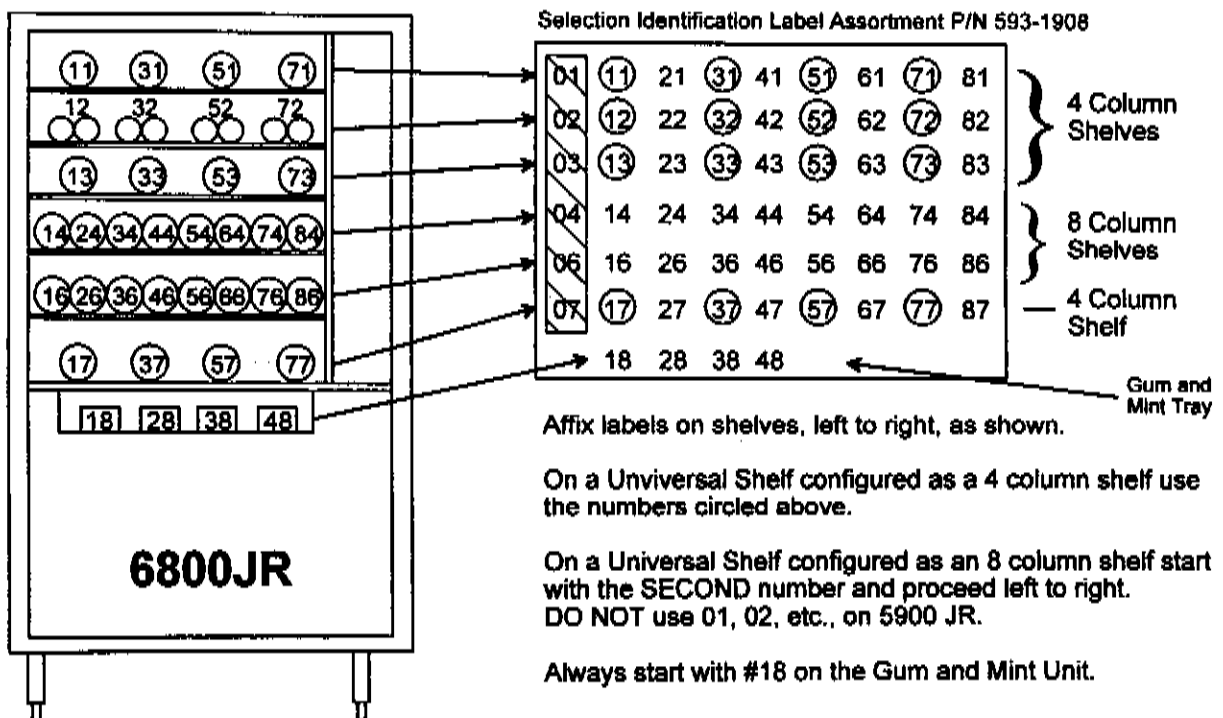 Selection Identification Label Assortment P/N 593-1908
11 31 51 71
12 32 52 72
13 33 53 73
14 24 34 44 54 64 74 84
16 26 36 46 56 66 76 86
17 37 57 77
18 28 38 48
6800JR
01 11 21 31 41 51 61 71 81
02 12 22 32 42 52 62 72 82
03 13 23 33 43 53 63 73 83
04 14 24 34 44 54 64 74 84
06 16 26 36 46 56 66 76 86
07 17 27 37 47 57 67 77 87
18 28 38 48
4 Column
Shelves
8 Column
Shelves
4 Column
Shelf
Gum and
Mint Tray
Affix labels on shelves, left to right, as shown.
On a Unviversal Shelf configured as a 4 column shelf use
the numbers circled above.
On a Universal Shelf configured as an 8 column shelf start
with the SECOND number and proceed left to right.
DO NOT use 01, 02, etc., on 5900 JR.
Always start with #18 on the Gum and Mint Unit.